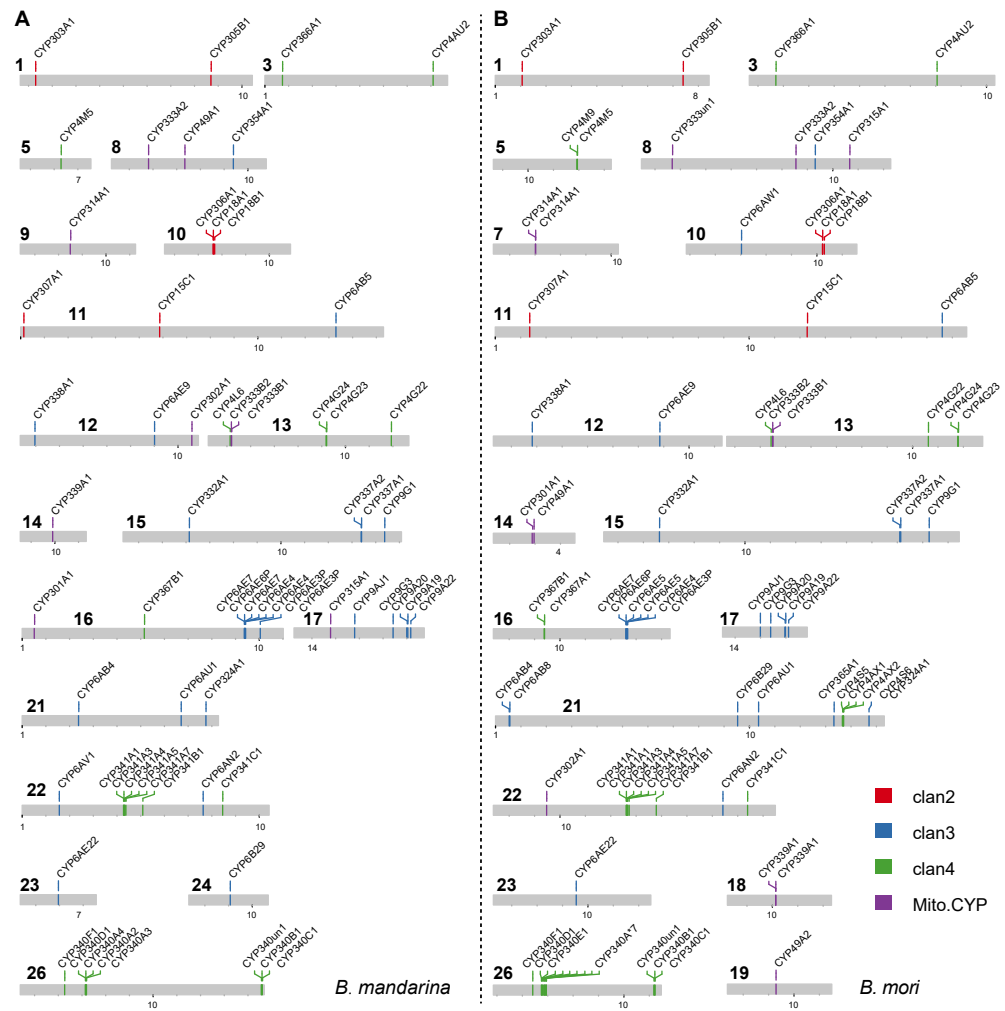 A
CYP303A1
CYP305B1
1
10
CYP366A1
CYP4AU2
3
1
CYP4M5
5
7
CYP333A2
CYP49A1
CYP354A1
8
10
CYP314A1
9
10
CYP306A1
CYP18A1
CYP18B1
10
10
CYP307A1
CYP15C1
CYP6AB5
11
10
CYP338A1
CYP6AE9
CYP302A1
12
10
CYP4L6
CYP333B2
CYP333B1
CYP4G24
CYP4G23
CYP4G22
13
10
CYP339A1
14
10
CYP332A1
CYP337A2
CYP337A1
CYP9G1
15
10
CYP301A1
CYP367B1
CYP6AE7
CYP6AE6P
CYP6AE7
CYP6AE4
CYP6AE4
CYP6AE3P
CYP6AE3P
16
1
10
CYP315A1
CYP9AJ1
CYP9G3
CYP9A20
CYP9A19
CYP9A22
17
14
CYP6AB4
CYP6AU1
CYP324A1
21
1
CYP6AV1
CYP341A1
CYP341A3
CYP341A4
CYP341A5
CYP341A7
CYP341B1
CYP6AN2
CYP341C1
22
1
10
CYP6AE22
23
7
CYP6B29
24
10
CYP340F1
CYP340D1
CYP340A4
CYP340A2
CYP340A3
CYP340un1
CYP340B1
CYP340C1
26
10
B. mandarina
B
CYP303A1
CYP305B1
1
1
8
CYP366A1
CYP4AU2
3
10
CYP4M9
CYP4M5
5
10
CYP333un1
CYP333A2
CYP354A1
CYP315A1
8
10
CYP314A1
CYP314A1
7
10
CYP6AW1
CYP306A1
CYP18A1
CYP18B1
10
10
CYP307A1
CYP15C1
CYP6AB5
11
1
10
CYP338A1
CYP6AE9
12
10
CYP4L6
CYP333B2
CYP333B1
CYP4G22
CYP4G24
CYP4G23
13
10
CYP301A1
CYP49A1
14
4
CYP332A1
CYP337A2
CYP337A1
CYP9G1
15
10
CYP367B1
CYP367A1
CYP6AE7
CYP6AE6P
CYP6AE5
CYP6AE5
CYP6AE4
CYP6AE3P
16
10
CYP9AJ1
CYP9G3
CYP9A20
CYP9A19
CYP9A22
17
14
CYP6AB4
CYP6AB8
CYP6B29
CYP6AU1
CYP365A1
CYP4S5
CYP4AX1
CYP4AX2
CYP4S6
CYP324A1
21
1
10
CYP302A1
CYP341A1
CYP341A1
CYP341A3
CYP341A4
CYP341A5
CYP341A7
CYP341B1
CYP6AN2
CYP341C1
22
10
CYP6AE22
23
10
CYP339A1
CYP339A1
18
10
CYP340F1
CYP340D1
CYP340E1
CYP340A*7
CYP340un1
CYP340B1
CYP340C1
26
10
CYP49A2
19
10
B. mori
clan2
clan3
clan4
Mito.CYP